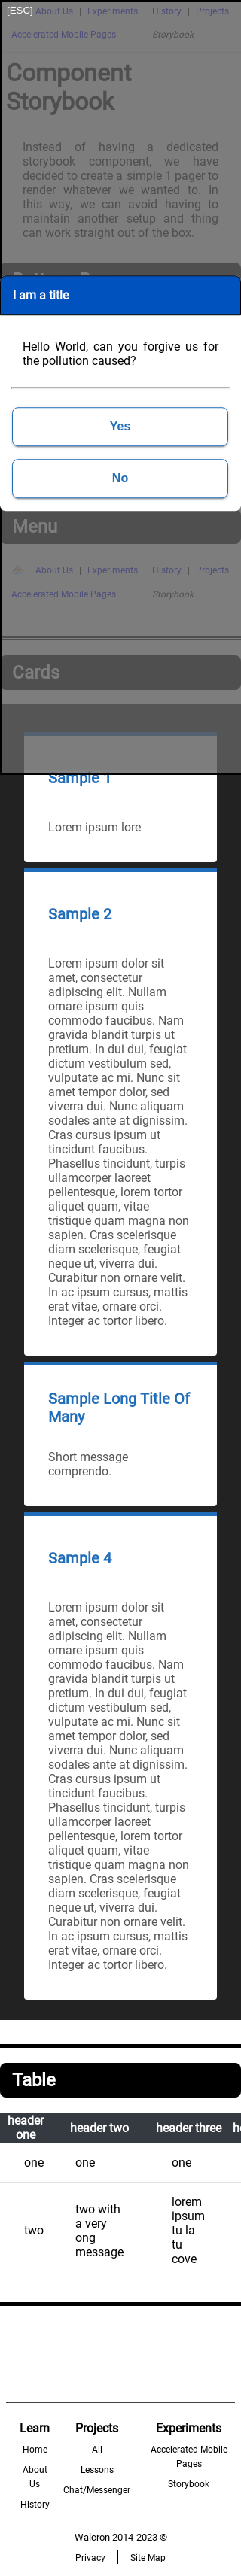 [ESC] About Us | Experiments | History | Projects
Accelerated Mobile Pages Storybook
Component
Storybook
Instead of having a dedicated
storybook component, we have
decided to create a simple 1 pager to
render whatever we wanted to. In
this way, we can avoid having to
maintain another setup and thing
can work straight out of the box.
I am a title
Hello World, can you forgive us for
the pollution caused?
Yes
No
Menu
About Us | Experiments | History | Projects
Accelerated Mobile Pages Storybook
Cards
Sample 1
Lorem ipsum lore
Sample 2
Lorem ipsum dolor sit
amet, consectetur
adipiscing elit. Nullam
ornare ipsum quis
commodo faucibus. Nam
gravida blandit turpis ut
pretium. In dui dui, feugiat
dictum vestibulum sed,
vulputate ac mi. Nunc sit
amet tempor dolor, sed
viverra dui. Nunc aliquam
sodales ante at dignissim.
Cras cursus ipsum ut
tincidunt faucibus.
Phasellus tincidunt, turpis
ullamcorper laoreet
pellentesque, lorem tortor
aliquet quam, vitae
tristique quam magna non
sapien. Cras scelerisque
diam scelerisque, feugiat
neque ut, viverra dui.
Curabitur non ornare velit.
In ac ipsum cursus, mattis
erat vitae, ornare orci.
Integer ac tortor libero.
Sample Long Title Of
Many
Short message
comprendo.
Sample 4
Lorem ipsum dolor sit
amet, consectetur
adipiscing elit. Nullam
ornare ipsum quis
commodo faucibus. Nam
gravida blandit turpis ut
pretium. In dui dui, feugiat
dictum vestibulum sed,
vulputate ac mi. Nunc sit
amet tempor dolor, sed
viverra dui. Nunc aliquam
sodales ante at dignissim.
Cras cursus ipsum ut
tincidunt faucibus.
Phasellus tincidunt, turpis
ullamcorper laoreet
pellentesque, lorem tortor
aliquet quam, vitae
tristique quam magna non
sapien. Cras scelerisque
diam scelerisque, feugiat
neque ut, viverra dui.
Curabitur non ornare velit.
In ac ipsum cursus, mattis
erat vitae, ornare orci.
Integer ac tortor libero.
Table
header
one header two header three
one one one
two
two with
a very
ong
message
lorem
ipsum
tu la
tu
cove
Learn Projects Experiments
Home All Accelerated Mobile
Pages
About
Us
Lessons
Storybook
History Chat/Messenger
Walcron 2014-2023 ©
Privacy Site Map